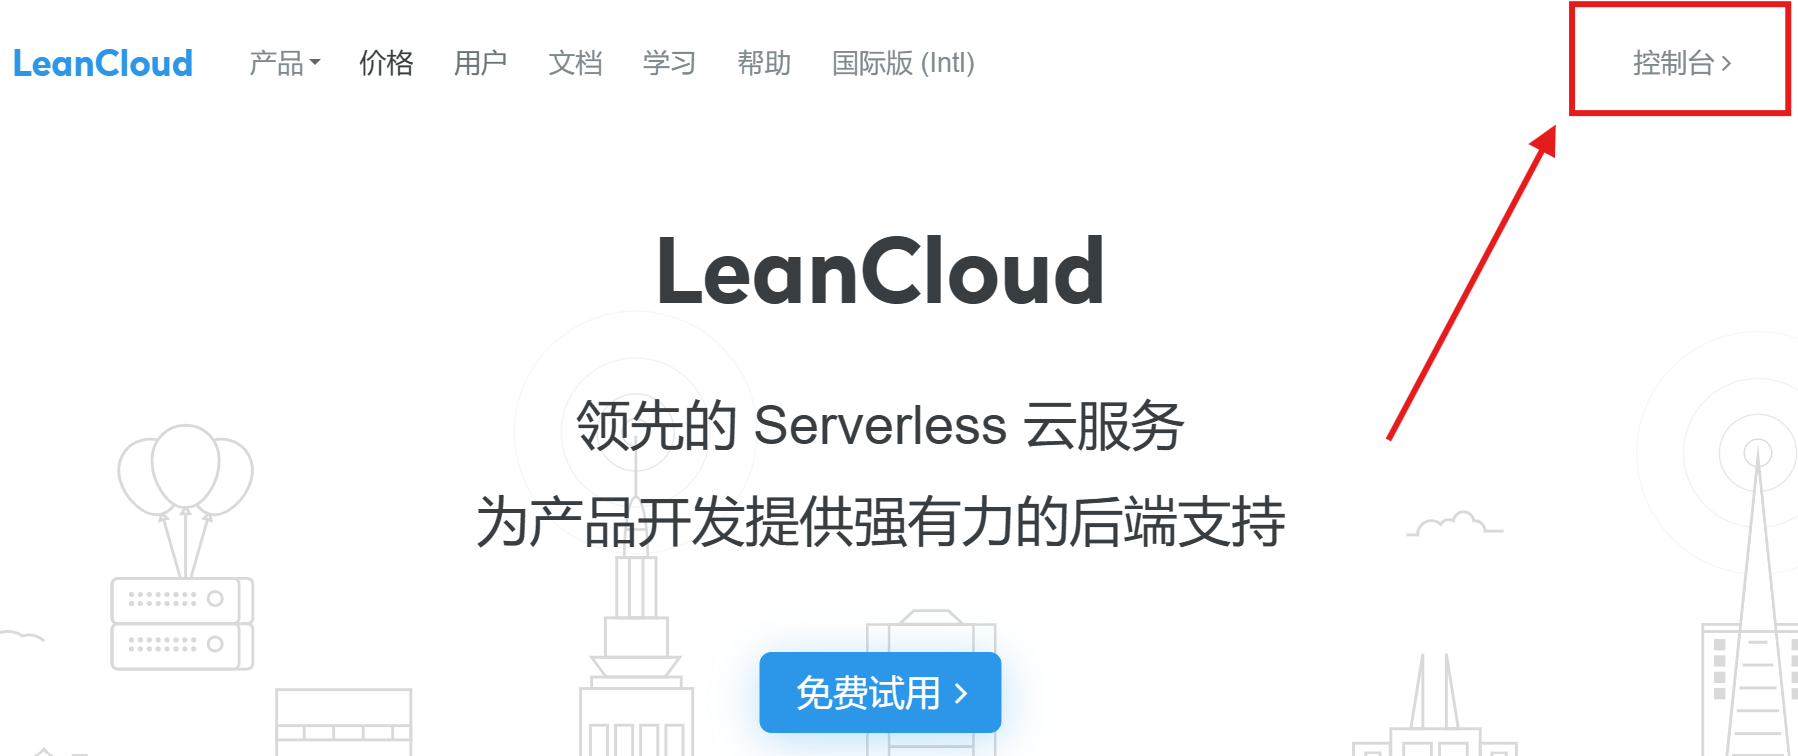 LeanCloud 产品 价格 用户 文档 学习 帮助 国际版 (Intl) 控制台
LeanCloud
领先的 Serverless 云服务
为产品开发提供强有力的后端支持
免费试用